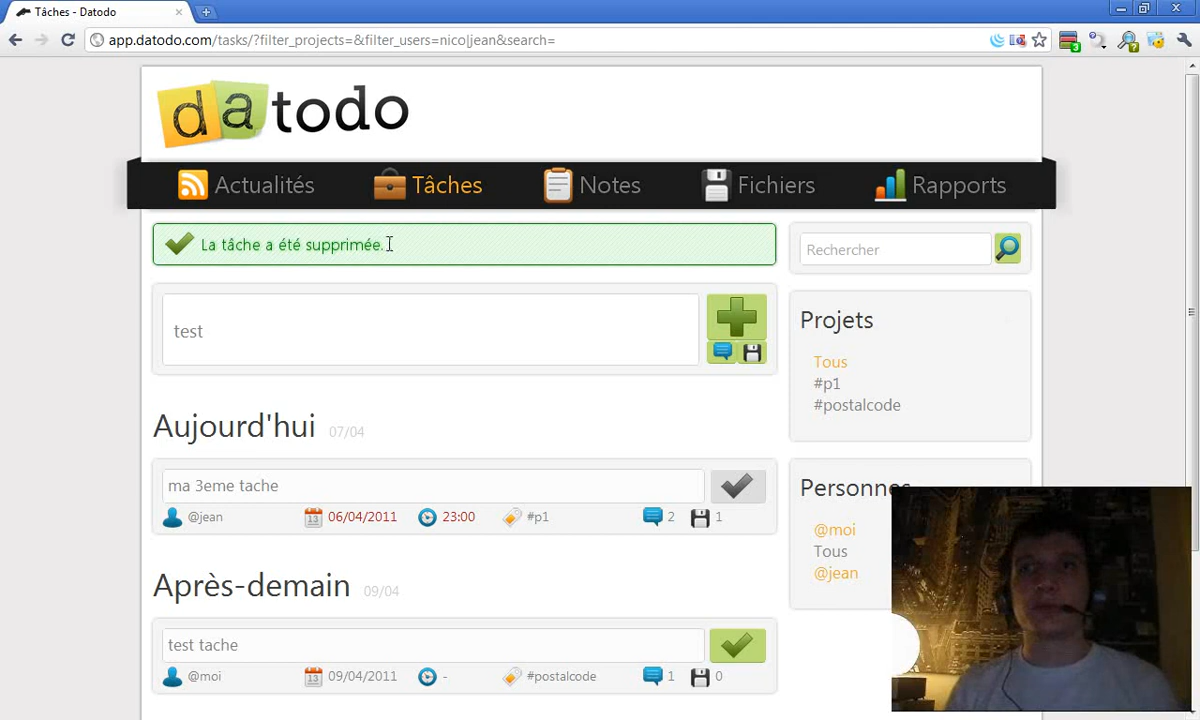 Tâches - Datodo
app.datodo.com/tasks/?filter_projects=&filter_users=nico|jean&search=
3
datodo
Actualités Tâches Notes Fichiers Rapports
La tâche a été supprimée.
Rechercher
test
Projets
Tous
#p1
#postalcode
Aujourd'hui 07/04
ma 3eme tache
@jean 13 06/04/2011 23:00 #p1 2 1
Personnes
@moi
Tous
@jean
Après-demain 09/04
test tache
@moi 13 09/04/2011 - #postalcode 1 0